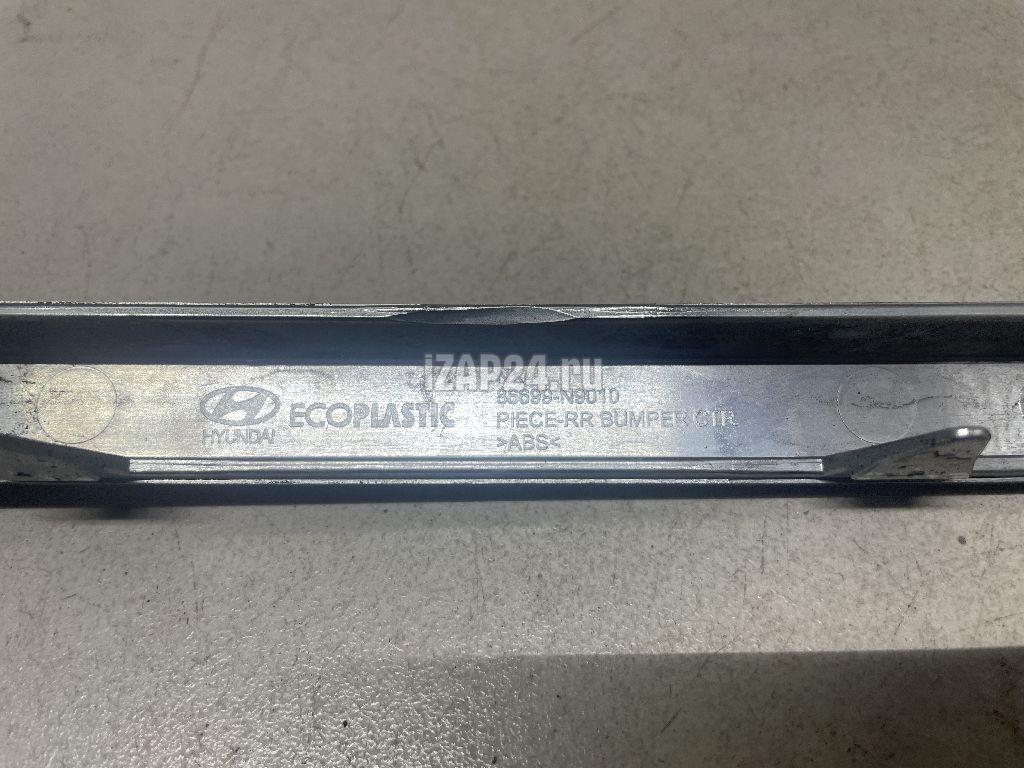 iZAP24.ru
86699-N9010
HYUNDAI
ECOPLASTIC
PIECE-RR BUMPER CTR
>ABS<